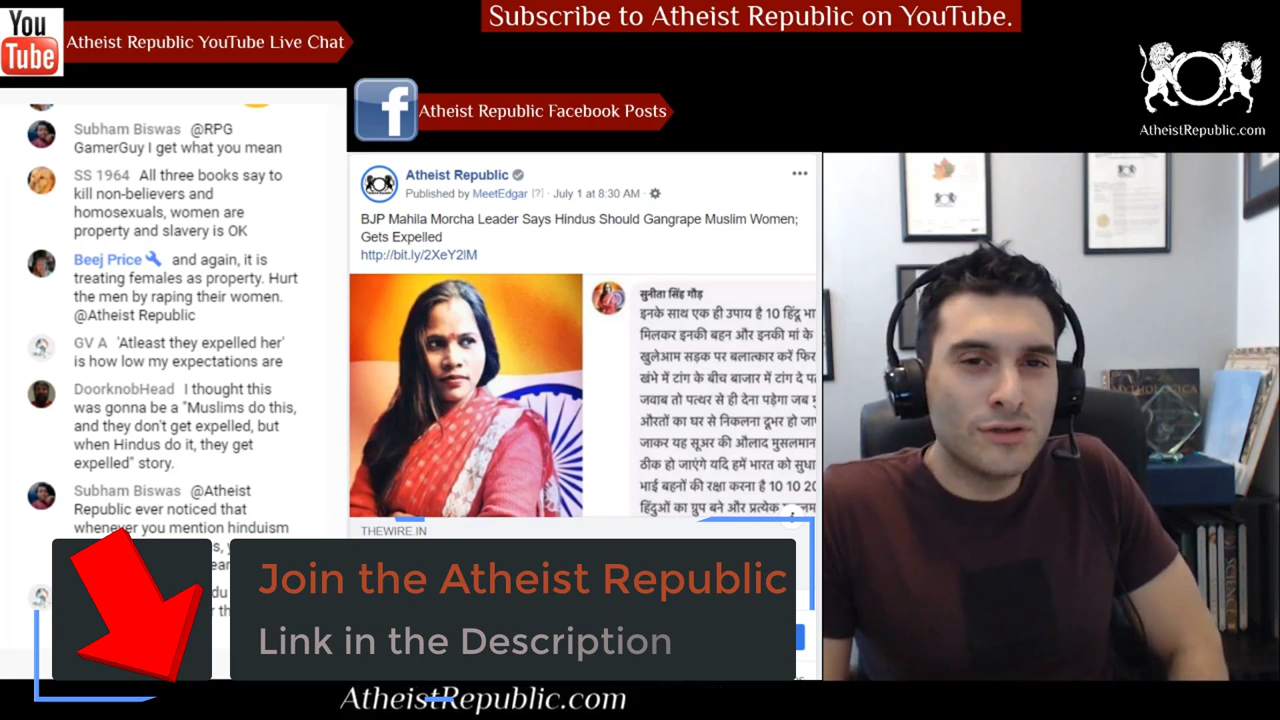 Subscribe to Atheist Republic on YouTube.
You
Tube
Atheist Republic YouTube Live Chat
AtheistRepublic.com
Atheist Republic Facebook Posts
Subham Biswas @RPG
GamerGuy I get what you mean
SS 1964 All three books say to
kill non-believers and
homosexuals, women are
property and slavery is OK
Beej Price and again, it is
treating females as property. Hurt
the men by raping their women.
@Atheist Republic
GV A 'Atleast they expelled her'
is how low my expectations are
DoorknobHead I thought this
was gonna be a "Muslims do this,
and they don't get expelled, but
when Hindus do it, they get
expelled" story.
Subham Biswas @Atheist
Republic ever noticed that
whenever you mention hinduism
Atheist Republic
Published by MeetEdgar [?] · July 1 at 8:30 AM ·
BJP Mahila Morcha Leader Says Hindus Should Gangrape Muslim Women;
Gets Expelled
http://bit.ly/2XeY2lM
सुनीता सिंह गौड़
इनके साथ एक ही उपाय है 10 हिंदू भा
मिलकर इनकी बहन और इनकी मां के
खुलेआम सड़क पर बलात्कार करें फिर
खंभे में टांग के बीच बाजार में टांग दे
जवाब तो पत्थर से ही देना पड़ेगा जब
औरतों का घर से निकलना दूभर हो जा
जाकर यह सूअर की औलाद मुसलमान
ठीक हो जाएंगे यदि हमें भारत को सुधा
भाई बहनों की रक्षा करना है 10 10 20
हिंदुओं का ग्रुप बने और प्रत्येक
THEWIRE.IN
MYTHOLOGICA
SCIENCE
Join the Atheist Republic
Link in the Description
AtheistRepublic.com